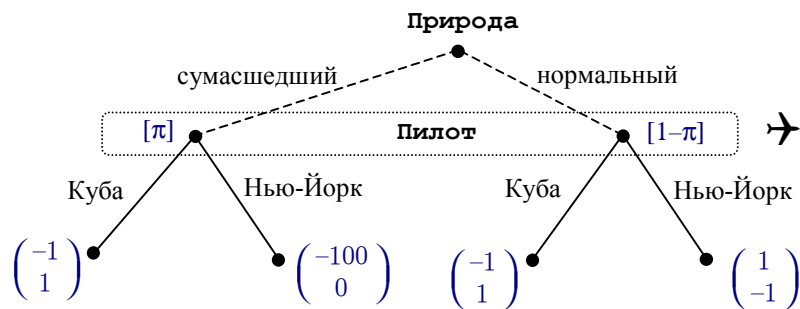 Природа
сумасшедший нормальный
[π] Пилот [1–π]
Куба Нью-Йорк Куба Нью-Йорк
(–1 1) (–100 0) (–1 1) (1 –1)